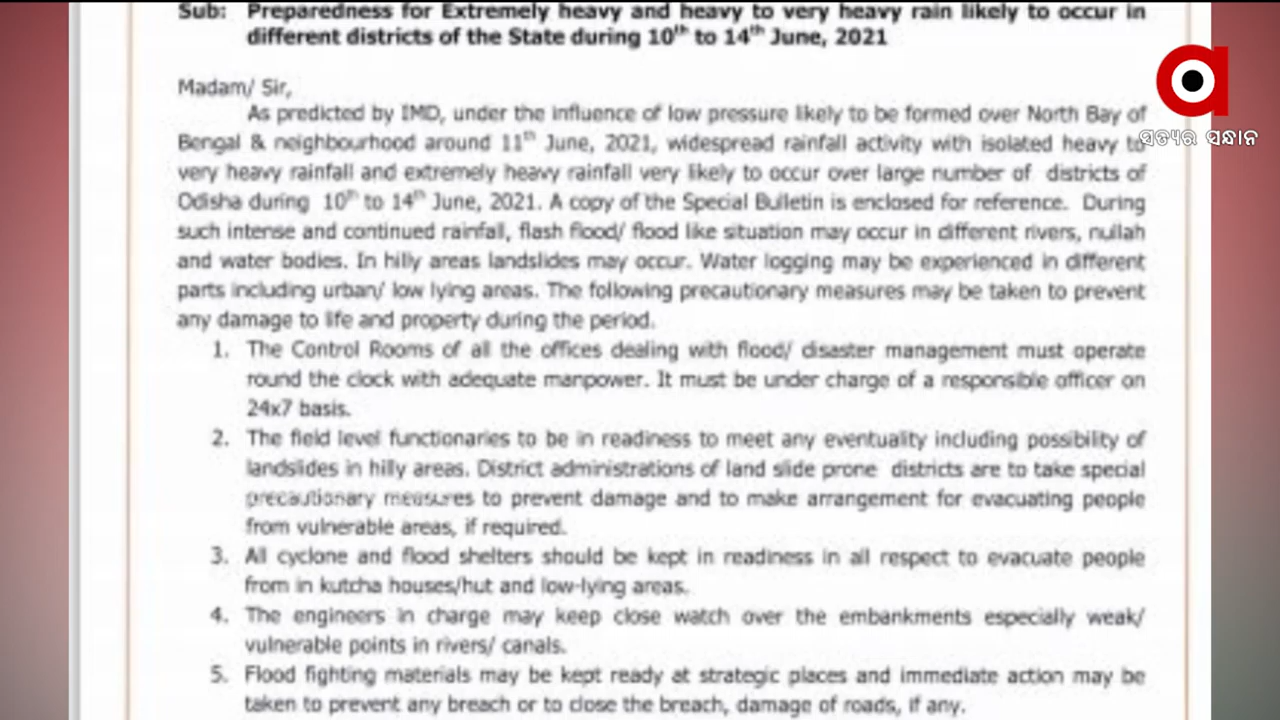 Sub: Preparedness for Extremely heavy and heavy to very heavy rain likely to occur in
different districts of the State during 10th to 14th June, 2021
Madam/ Sir,
As predicted by IMD, under the influence of low pressure likely to be formed over North Bay of
Bengal & neighbourhood around 11th June, 2021, widespread rainfall activity with isolated heavy to
ସତ୍ୟର ସନ୍ଧାନ
very heavy rainfall and extremely heavy rainfall very likely to occur over large number of districts of
Odisha during 10th to 14th June, 2021. A copy of the Special Bulletin is enclosed for reference. During
such intense and continued rainfall, flash flood/ flood like situation may occur in different rivers, nullah
and water bodies. In hilly areas landslides may occur. Water logging may be experienced in different
parts including urban/ low lying areas. The following precautionary measures may be taken to prevent
any damage to life and property during the period.
1. The Control Rooms of all the offices dealing with flood/ disaster management must operate
round the clock with adequate manpower. It must be under charge of a responsible officer on
24x7 basis.
2. The field level functionaries to be in readiness to meet any eventuality including possibility of
landslides in hilly areas. District administrations of land slide prone districts are to take special
precautionary measures to prevent damage and to make arrangement for evacuating people
from vulnerable areas, if required.
3. All cyclone and flood shelters should be kept in readiness in all respect to evacuate people
from in kutcha houses/hut and low-lying areas.
4. The engineers in charge may keep close watch over the embankments especially weak/
vulnerable points in rivers/ canals.
5. Flood fighting materials may be kept ready at strategic places and immediate action may be
taken to prevent any breach or to close the breach, damage of roads, if any.